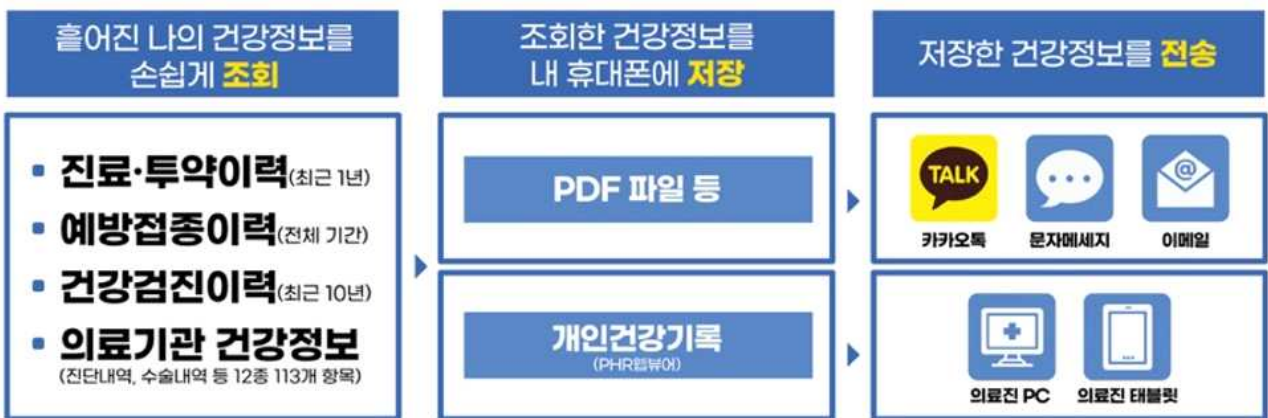 흩어진 나의 건강정보를
손쉽게 조회
조회한 건강정보를
내 휴대폰에 저장
저장한 건강정보를 전송
▪ 진료·투약이력(최근 1년)
▪ 예방접종이력(전체 기간)
▪ 건강검진이력(최근 10년)
▪ 의료기관 건강정보
(진단내역, 수술내역 등 12종 113개 항목)
PDF 파일 등
개인건강기록
(PHR웹뷰어)
TALK
@
카카오톡
문자메세지
이메일
의료진 PC
의료진 태블릿